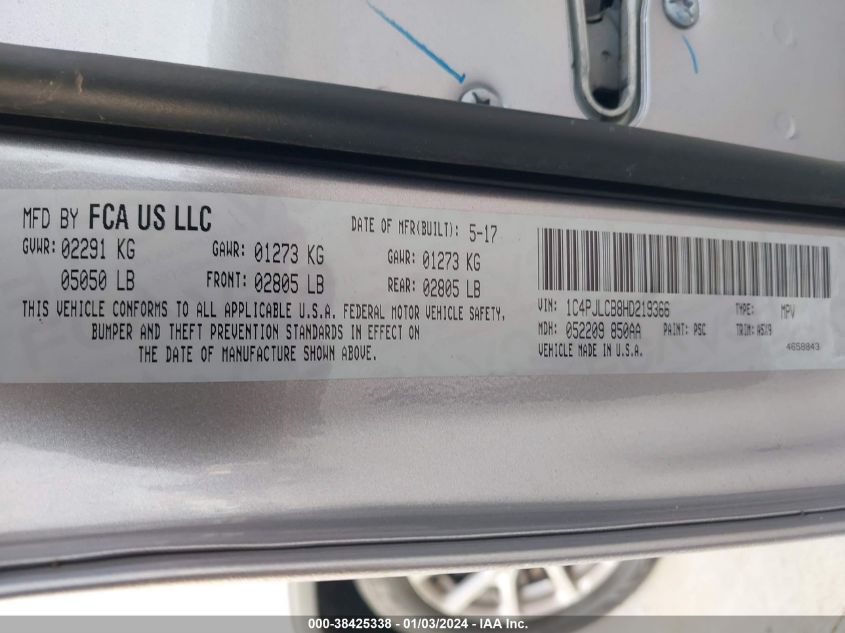 MFD BY FCA US LLC
DATE OF MFR(BUILT): 5-17
GVWR: 02291 KG
GAWR: 01273 KG
GAWR: 01273 KG
05050 LB
FRONT: 02805 LB
REAR: 02805 LB
THIS VEHICLE CONFORMS TO ALL APPLICABLE U.S.A. FEDERAL MOTOR VEHICLE SAFETY,
BUMPER AND THEFT PREVENTION STANDARDS IN EFFECT ON
THE DATE OF MANUFACTURE SHOWN ABOVE.
VIN: 1C4PJLCB8HD219366
TYPE: MPV
MDH: 052209 850AA
PAINT: PSC
TRIM: A5X9
VEHICLE MADE IN U.S.A.
4658843
000-38425338 - 01/03/2024 - IAA Inc.